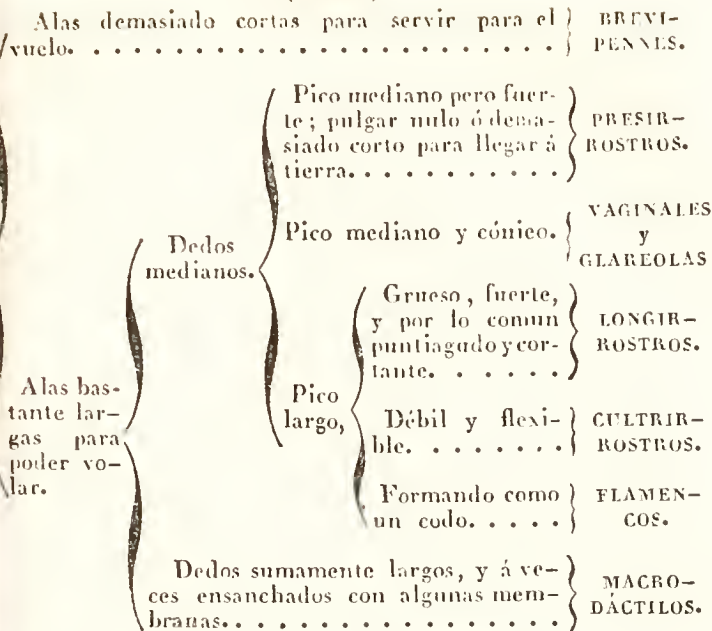 Alas demasiado cortas para servir para el
vuelo. . . . . . . . . . . . . . . . . . . . . .
BREVI-
PENNES.
Alas bas-
tante lar-
gas para
poder vo-
lar.
Dedos
medianos.
Pico mediano pero fuer-
te; pulgar nulo ó dema-
siado corto para llegar á
tierra. . . . . . . . . . . .
PRESIR-
ROSTROS.
Pico mediano y cónico.
VAGINALES
y
GLAREOLAS
Pico
largo,
Grueso, fuerte,
y por lo comun
puntiagudo y cor-
tante. . . . . .
LONGIR-
ROSTROS.
Débil y flexi-
ble. . . . . . . .
CULTRIR-
ROSTROS.
Formando como
un codo. . . . .
FLAMEN-
COS.
Dedos sumamente largos, y á ve-
ces ensanchados con algunas mem-
branas. . . . . . . . . . . . . . . . .
MACRO-
DÁCTILOS.